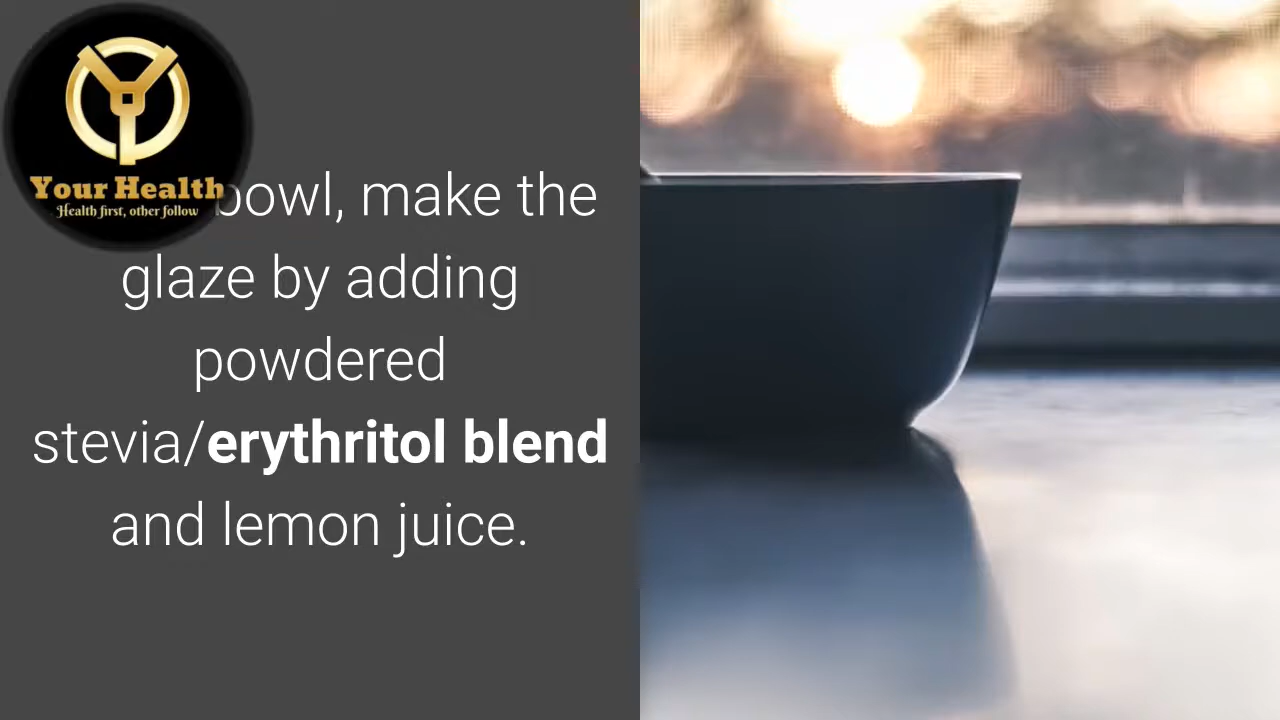 Your Health
Health first, other follow
bowl, make the
glaze by adding
powdered
stevia/erythritol blend
and lemon juice.